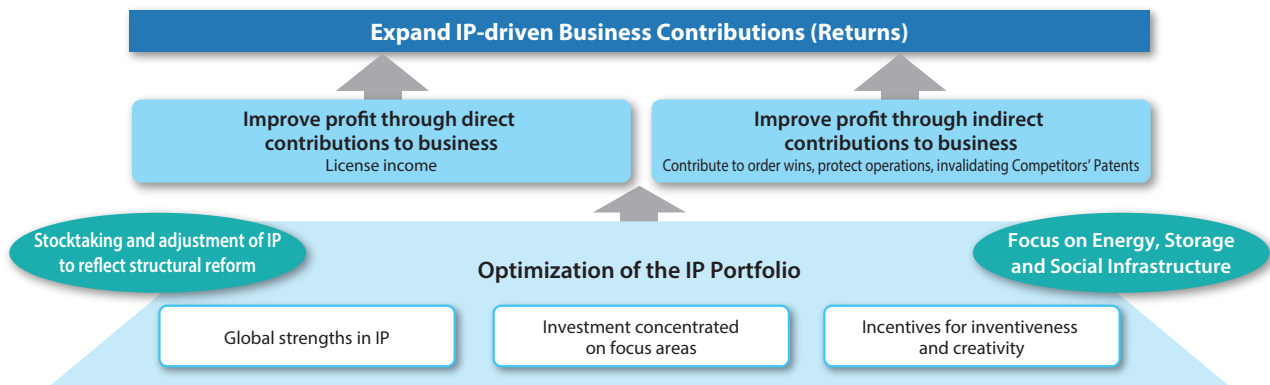 Expand IP-driven Business Contributions (Returns)
Improve profit through direct
contributions to business
License income
Improve profit through indirect
contributions to business
Contribute to order wins, protect operations, invalidating Competitors’ Patents
Stocktaking and adjustment of IP
to reflect structural reform
Focus on Energy, Storage
and Social Infrastructure
Optimization of the IP Portfolio
Global strengths in IP
Investment concentrated
on focus areas
Incentives for inventiveness
and creativity